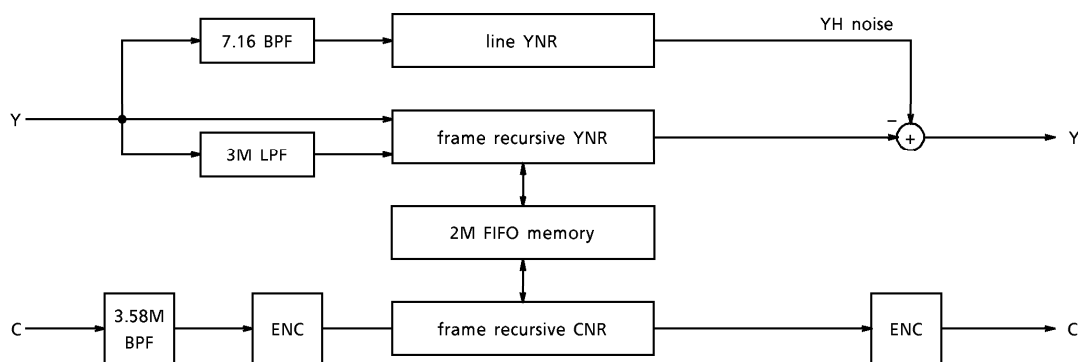 7.16 BPF
line YNR
YH noise
Y
frame recursive YNR
−
+
Y
3M LPF
2M FIFO memory
C
3.58M
BPF
ENC
frame recursive CNR
ENC
C